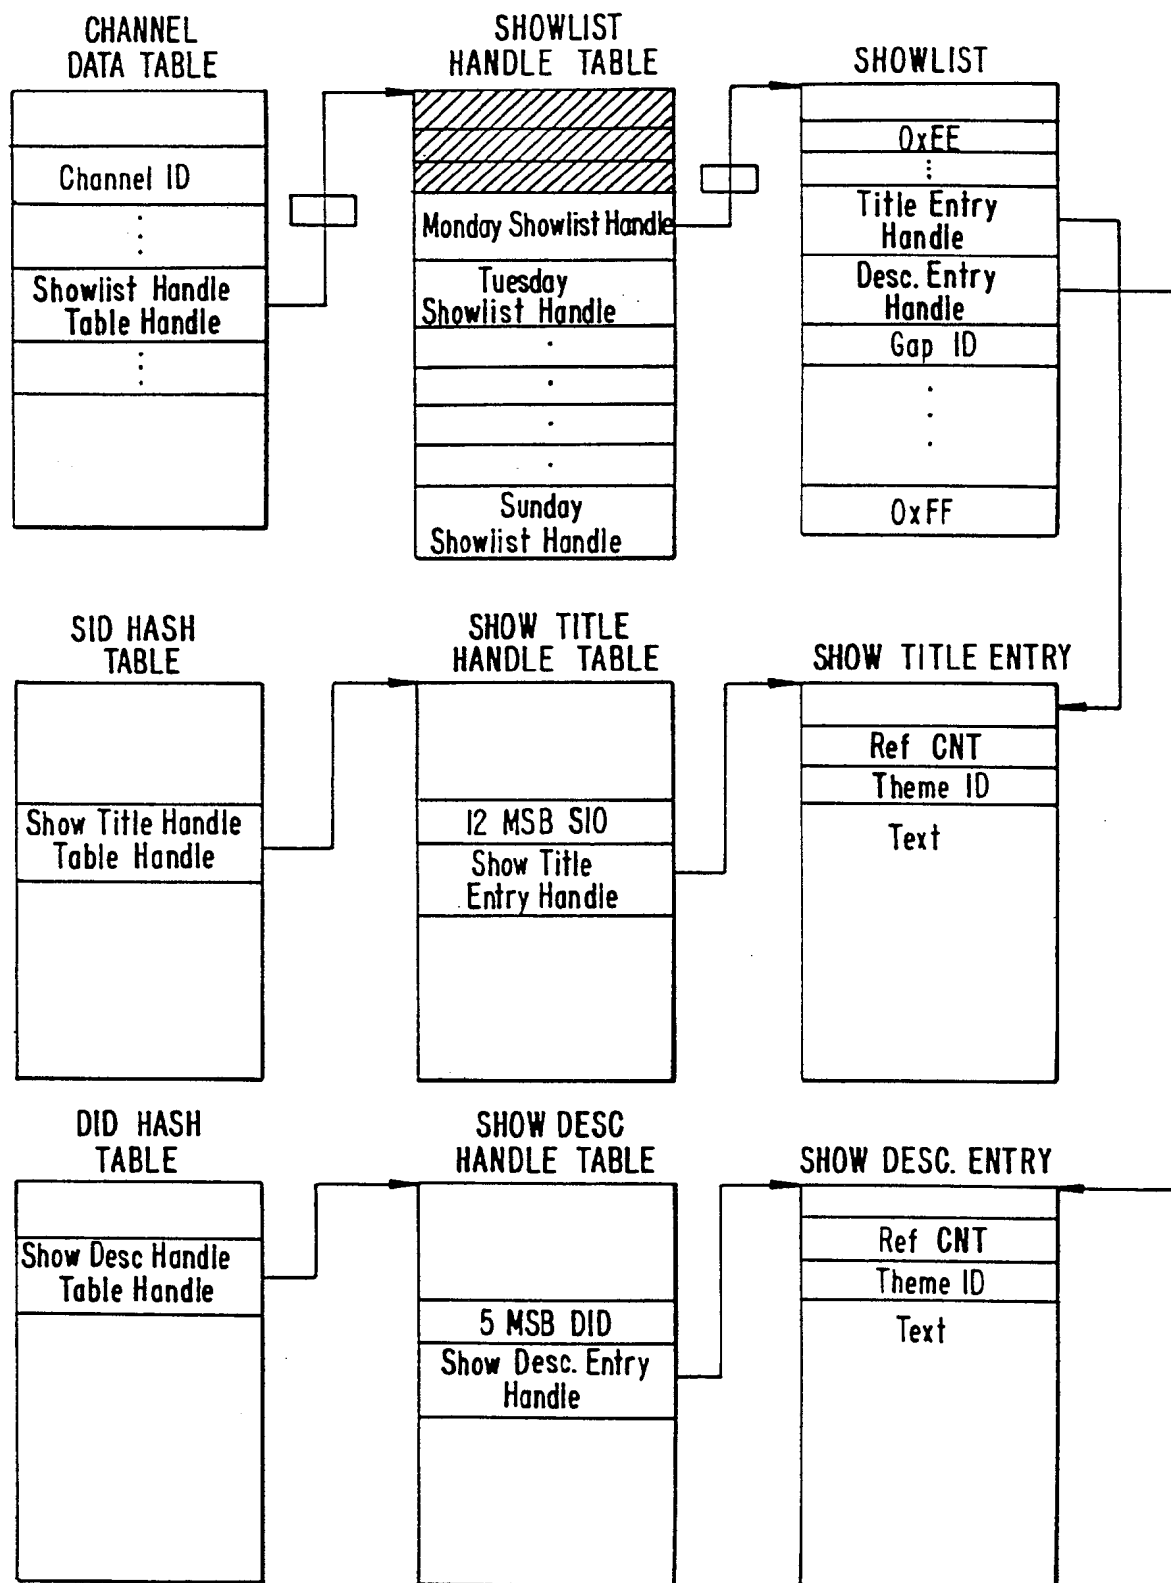 CHANNEL
DATA TABLE
Channel ID
Showlist Handle
Table Handle
SHOWLIST
HANDLE TABLE
Monday Showlist Handle
Tuesday
Showlist Handle
Sunday
Showlist Handle
SHOWLIST
0xEE
Title Entry
Handle
Desc. Entry
Handle
Gap ID
0xFF
SID HASH
TABLE
Show Title Handle
Table Handle
SHOW TITLE
HANDLE TABLE
12 MSB SIO
Show Title
Entry Handle
SHOW TITLE ENTRY
Ref CNT
Theme ID
Text
DID HASH
TABLE
Show Desc Handle
Table Handle
SHOW DESC
HANDLE TABLE
5 MSB DID
Show Desc. Entry
Handle
SHOW DESC. ENTRY
Ref CNT
Theme ID
Text